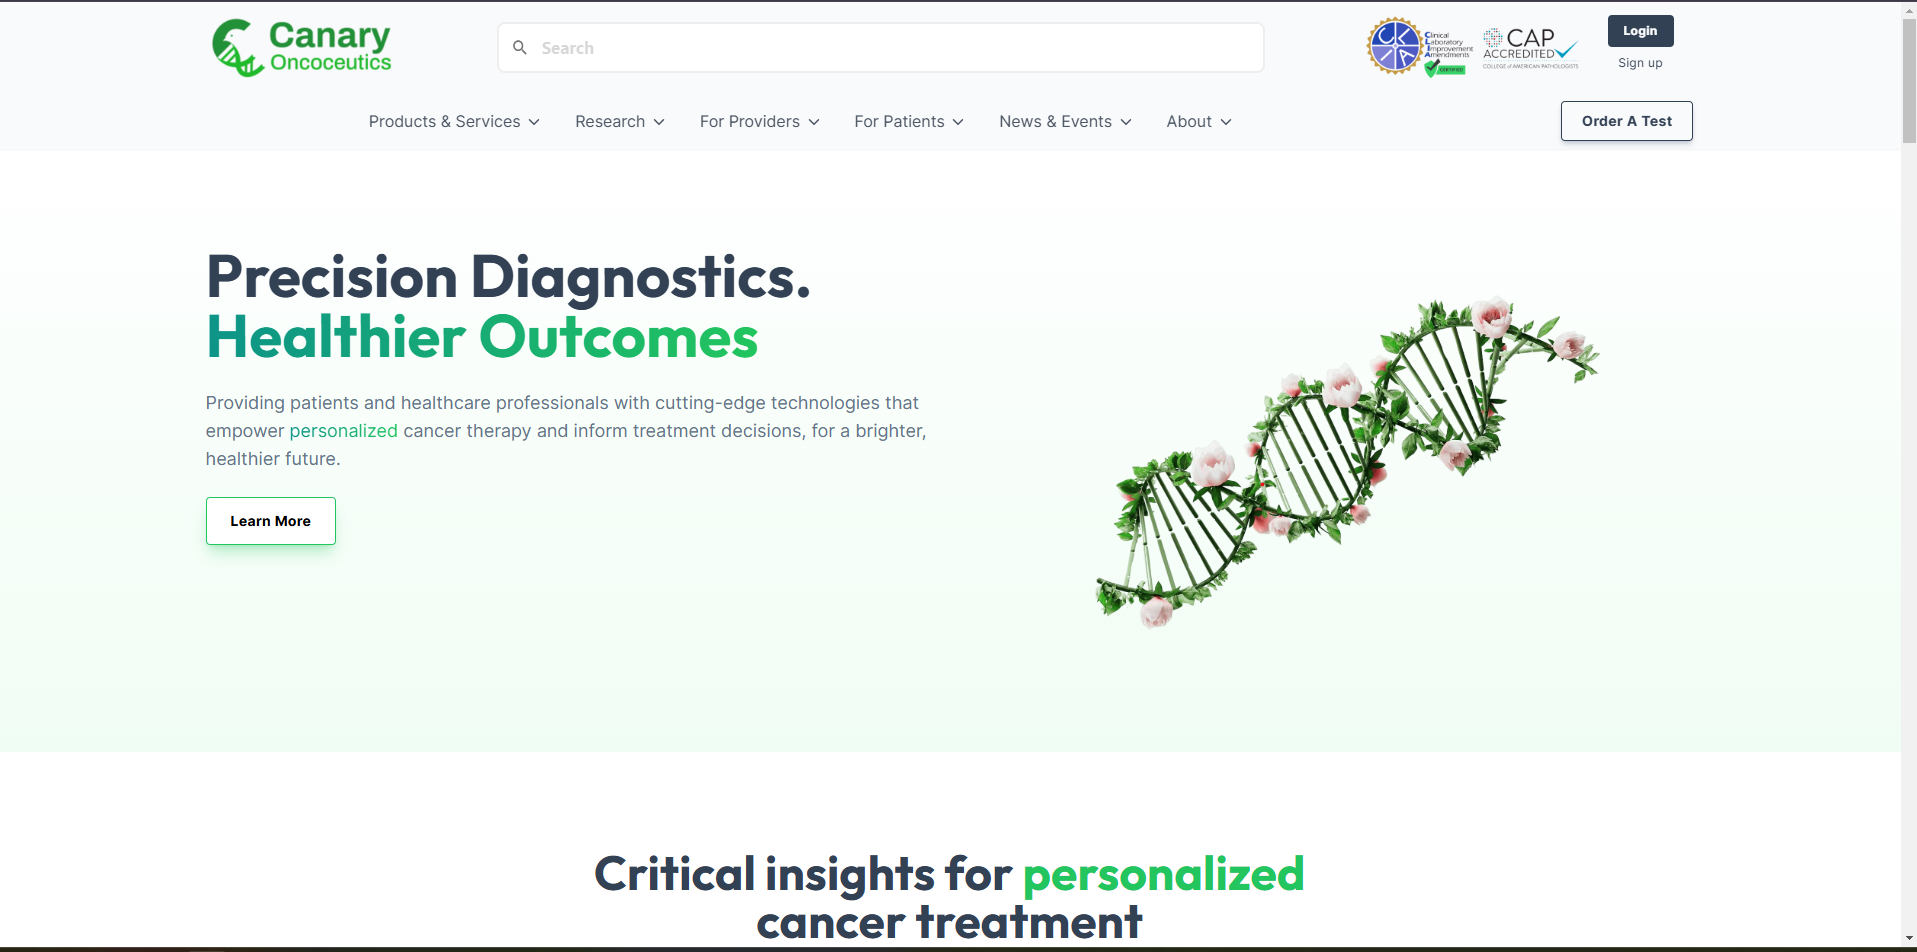 Canary
Oncoceutics
Search
Clinical
Laboratory
Improvement
Amendments
CERTIFIED
CAP
ACCREDITED
COLLEGE of AMERICAN PATHOLOGISTS
Login
Sign up
Products & Services
Research
For Providers
For Patients
News & Events
About
Order A Test
Precision Diagnostics.
Healthier Outcomes
Providing patients and healthcare professionals with cutting-edge technologies that
empower personalized cancer therapy and inform treatment decisions, for a brighter,
healthier future.
Learn More
Critical insights for personalized
cancer treatment